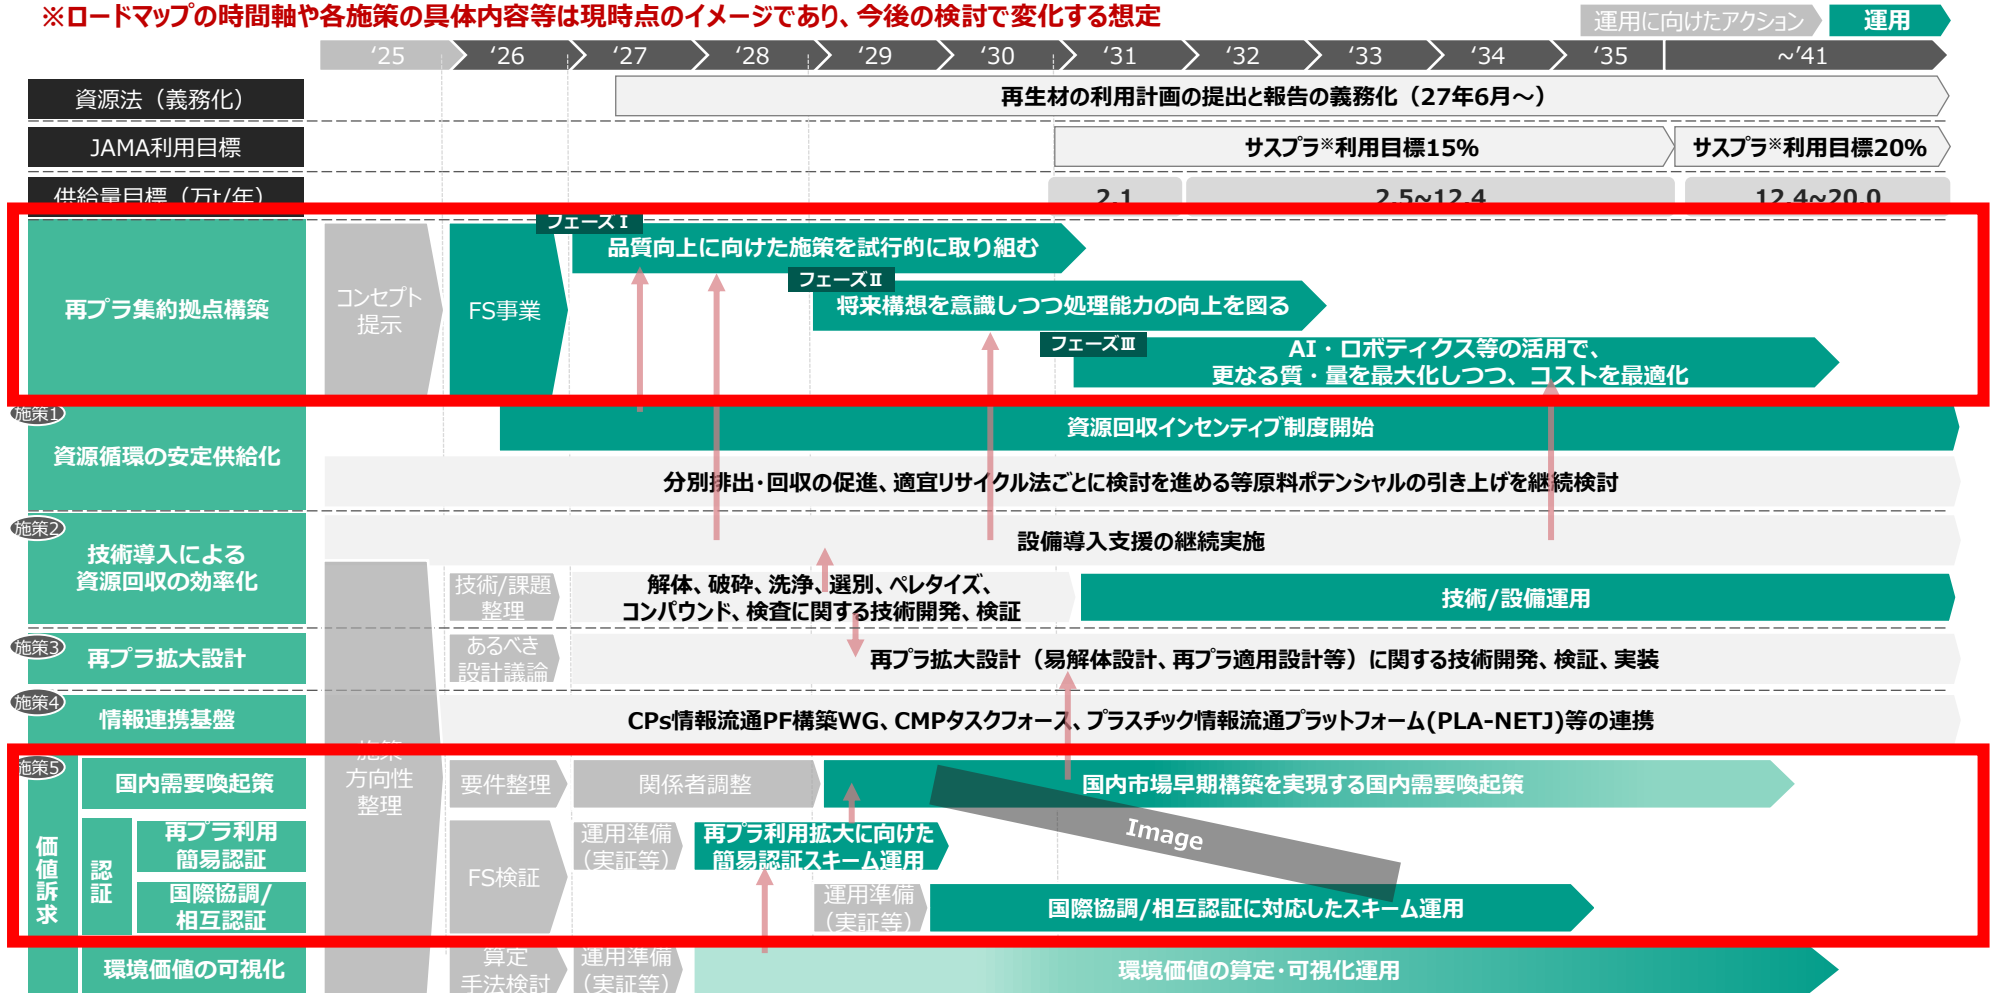 ※ロードマップの時間軸や各施策の具体内容等は現時点のイメージであり、今後の検討で変化する想定
運用に向けたアクション
運用
‘25
‘26
‘27
‘28
‘29
‘30
‘31
‘32
‘33
‘34
‘35
~’41
資源法（義務化）
再生材の利用計画の提出と報告の義務化（27年6月～）
JAMA利用目標
サスプラ※利用目標15%
サスプラ※利用目標20%
供給量目標（万t/年）
2.1
2.5~12.4
12.4~20.0
再プラ集約拠点構築
コンセプト
提示
FS事業
フェーズⅠ
品質向上に向けた施策を試行的に取り組む
フェーズⅡ
将来構想を意識しつつ処理能力の向上を図る
フェーズⅢ
AI・ロボティクス等の活用で、
更なる質・量を最大化しつつ、コストを最適化
施策1
資源循環の安定供給化
資源回収インセンティブ制度開始
分別排出･回収の促進、適宜リサイクル法ごとに検討を進める等原料ポテンシャルの引き上げを継続検討
施策2
技術導入による
資源回収の効率化
設備導入支援の継続実施
技術/課題
整理
解体、破砕、洗浄、選別、ペレタイズ、
コンパウンド、検査に関する技術開発、検証
技術/設備運用
施策3
再プラ拡大設計
あるべき
設計議論
再プラ拡大設計（易解体設計、再プラ適用設計等）に関する技術開発、検証、実装
施策4
情報連携基盤
CPs情報流通PF構築WG、CMPタスクフォース、プラスチック情報流通プラットフォーム(PLA-NETJ)等の連携
施策
方向性
整理
施策5
価値訴求
国内需要喚起策
要件整理
関係者調整
国内市場早期構築を実現する国内需要喚起策
認証
再プラ利用
簡易認証
FS検証
運用準備
（実証等）
再プラ利用拡大に向けた
簡易認証スキーム運用
Image
国際協調/
相互認証
運用準備
（実証等）
国際協調/相互認証に対応したスキーム運用
環境価値の可視化
算定
手法検討
運用準備
（実証等）
環境価値の算定･可視化運用